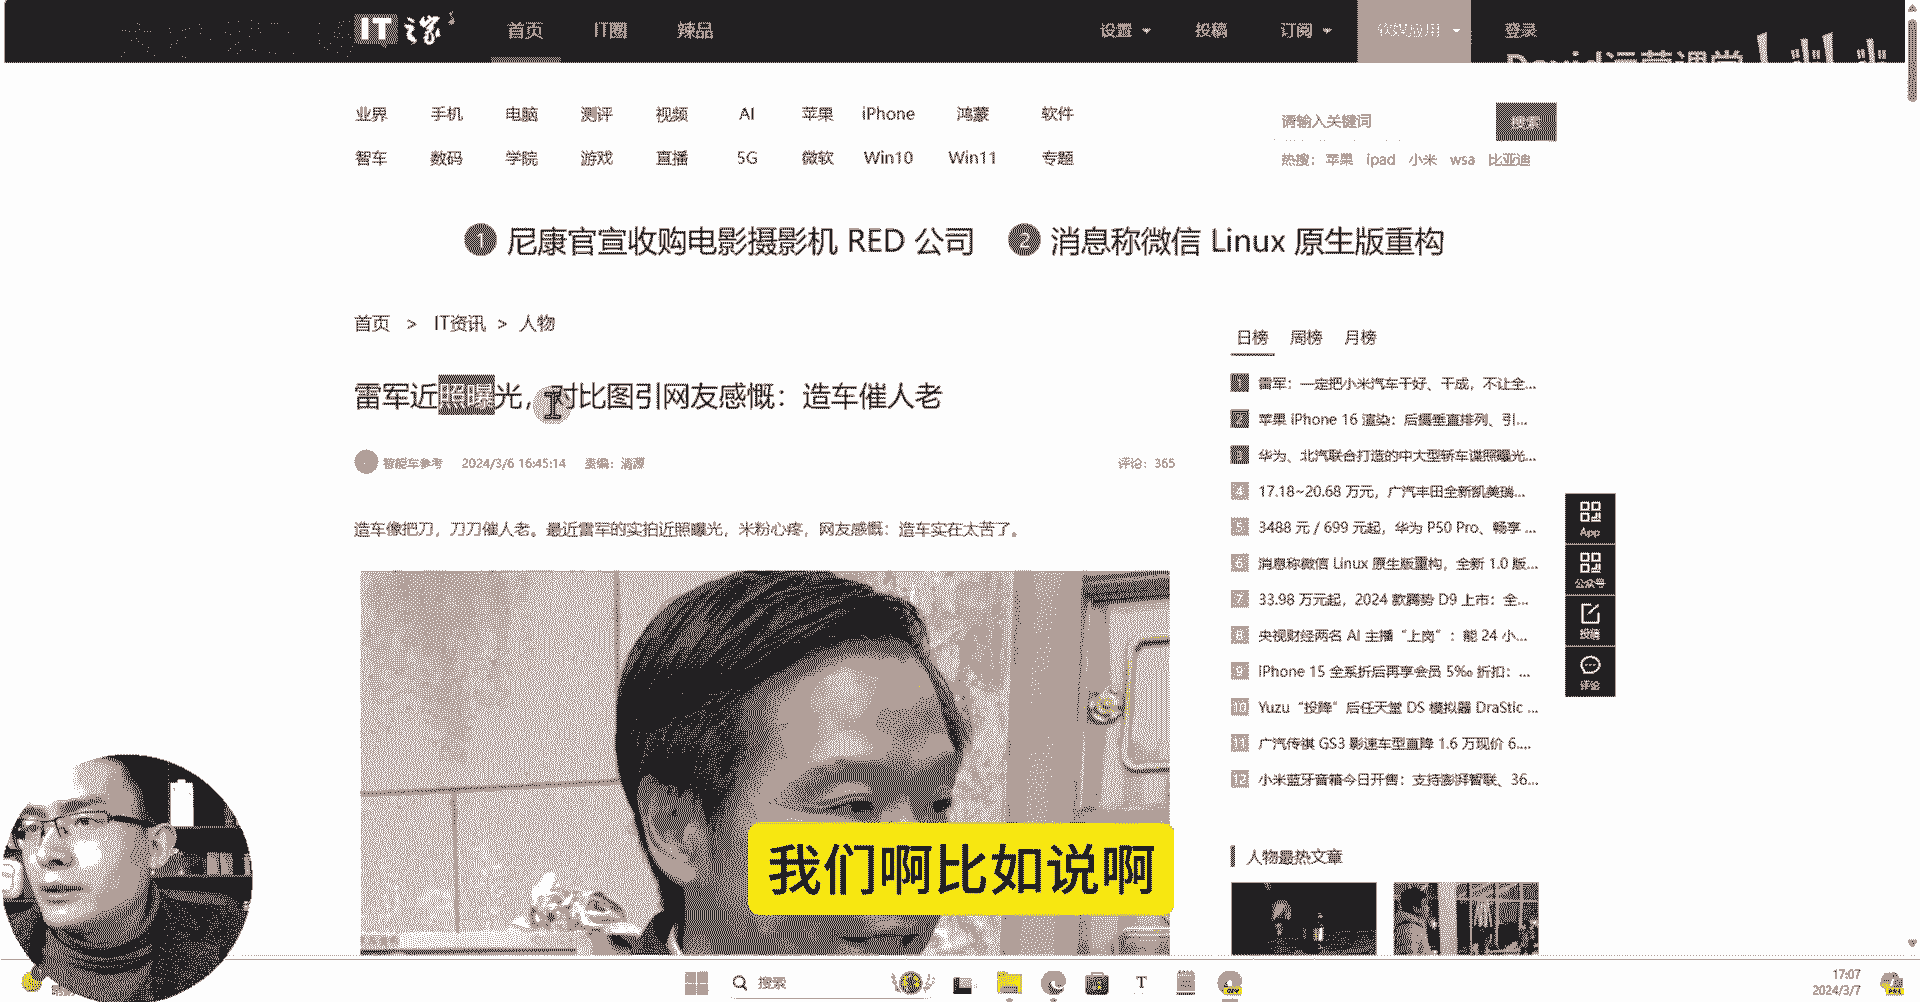 IT之家 首页 IT圈 辣品 设置 投稿 订阅 软媒应用 登录
David运营课堂
业界 手机 电脑 测评 视频 AI 苹果 iPhone 鸿蒙 软件
请输入关键词 搜索
智车 数码 学院 游戏 直播 5G 微软 Win10 Win11 专题
热搜： 苹果 ipad 小米 wsa 比亚迪
1 尼康官宣收购电影摄影机 RED 公司 2 消息称微信 Linux 原生版重构
首页 > IT资讯 > 人物
雷军近照曝光，对比图引网友感慨：造车催人老
智能车参考 2024/3/6 16:45:14 责编：清源 评论：365
造车像把刀，刀刀催人老。最近雷军的实拍近照曝光，米粉心疼，网友感慨：造车实在太苦了。
日榜 周榜 月榜
1 雷军：一定把小米汽车干好、干成，不让全...
2 苹果 iPhone 16 渲染：后摄垂直排列、引...
3 华为、北汽联合打造的中大型轿车谍照曝光...
4 17.18~20.68 万元，广汽丰田全新凯美瑞...
5 3488 元 / 699 元起，华为 P50 Pro、畅享 ...
6 消息称微信 Linux 原生版重构，全新 1.0 版...
7 33.98 万元起，2024 款腾势 D9 上市：全...
8 央视财经两名 AI 主播“上岗”：能 24 小...
9 iPhone 15 全系折后再享会员 5‰ 折扣：...
10 Yuzu“投降”后任天堂 DS 模拟器 DraStic ...
11 广汽传祺 GS3 影速车型直降 1.6 万现价 6....
12 小米蓝牙音箱今日开售：支持澎湃智联、36...
App
公众号
投稿
评论
人物最热文章
我们啊比如说啊
搜索
17:07
2024/3/7